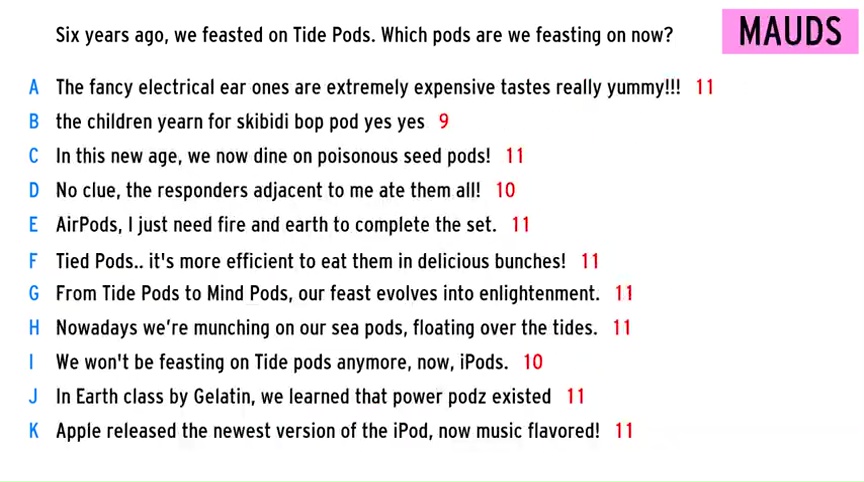 Six years ago, we feasted on Tide Pods. Which pods are we feasting on now?
MAUDS
A The fancy electrical ear ones are extremely expensive tastes really yummy!!! 11
B the children yearn for skibidi bop pod yes yes 9
C In this new age, we now dine on poisonous seed pods! 11
D No clue, the responders adjacent to me ate them all! 10
E AirPods, I just need fire and earth to complete the set. 11
F Tied Pods.. it's more efficient to eat them in delicious bunches! 11
G From Tide Pods to Mind Pods, our feast evolves into enlightenment. 11
H Nowadays we’re munching on our sea pods, floating over the tides. 11
I We won't be feasting on Tide pods anymore, now, iPods. 10
J In Earth class by Gelatin, we learned that power podz existed 11
K Apple released the newest version of the iPod, now music flavored! 11